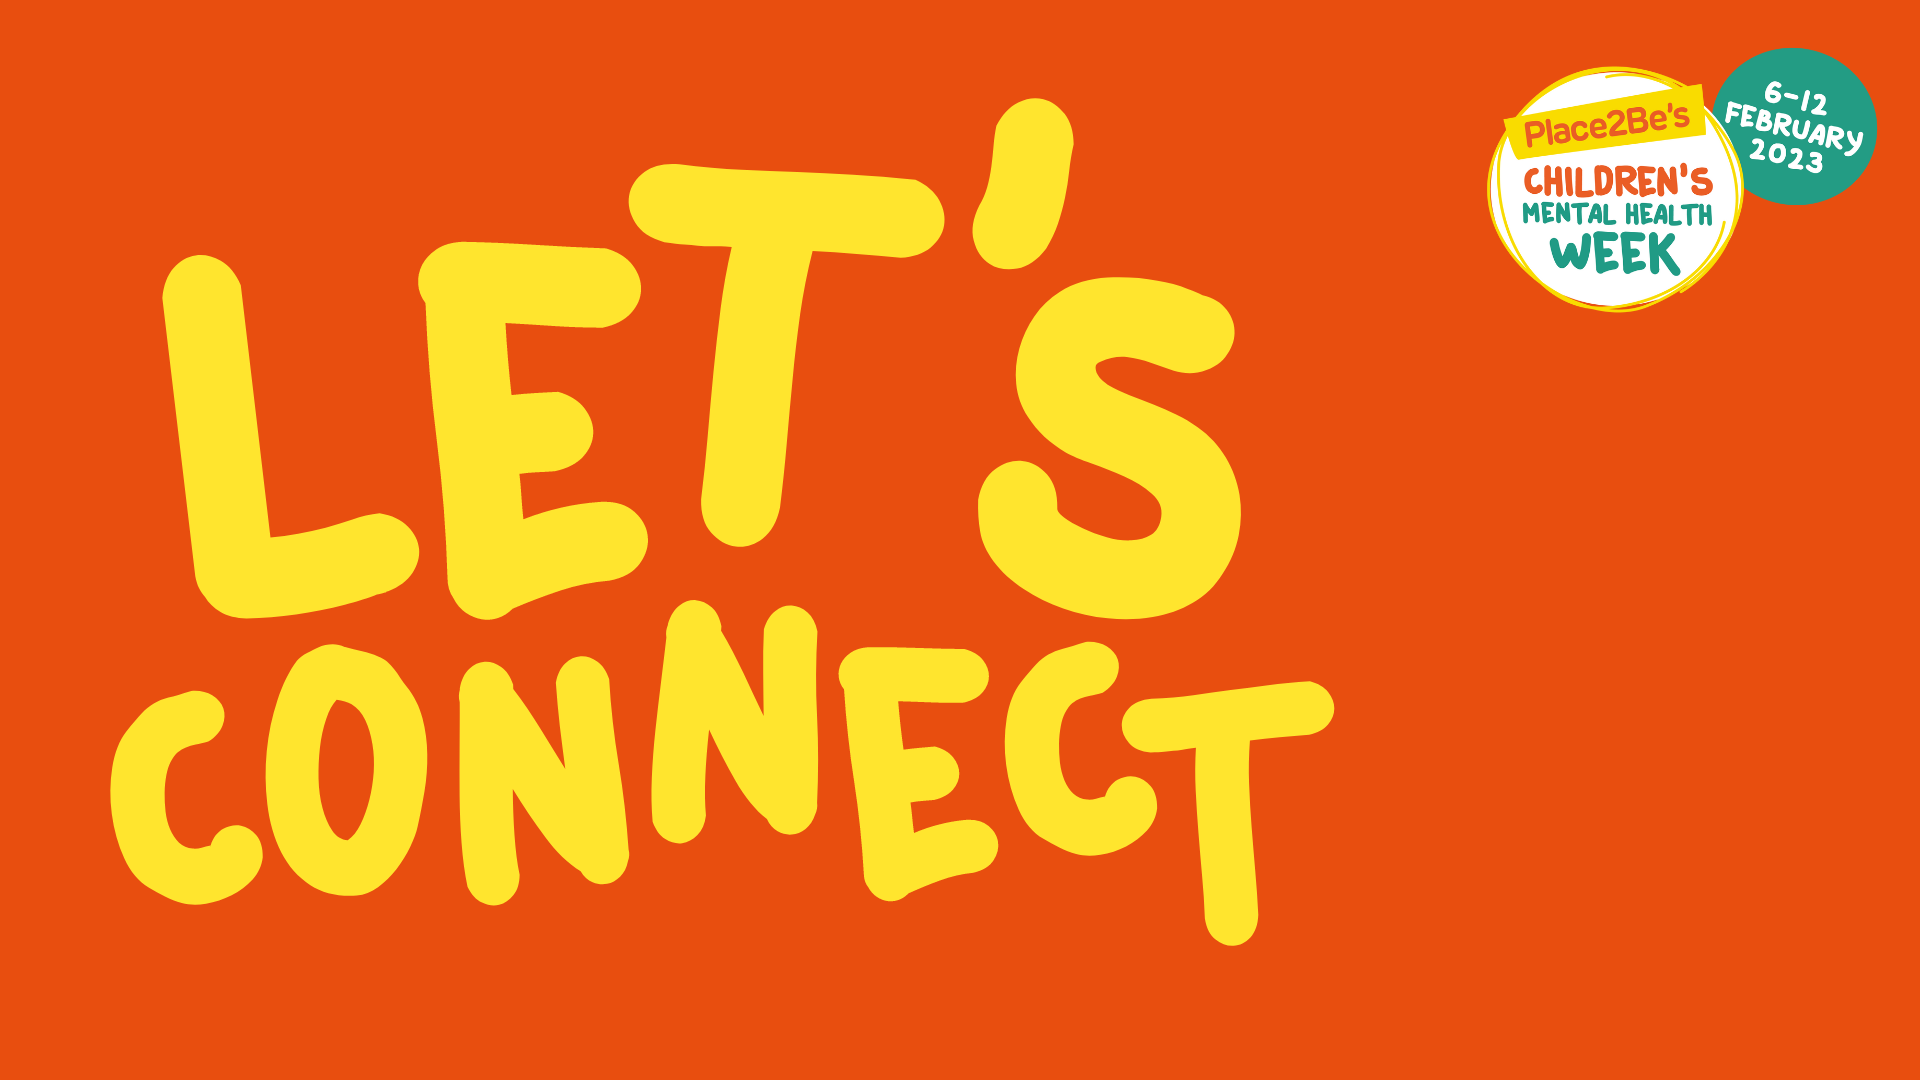 LET'S
CONNECT
Place2Be's
CHILDREN'S
MENTAL HEALTH
WEEK
6-12
FEBRUARY
2023